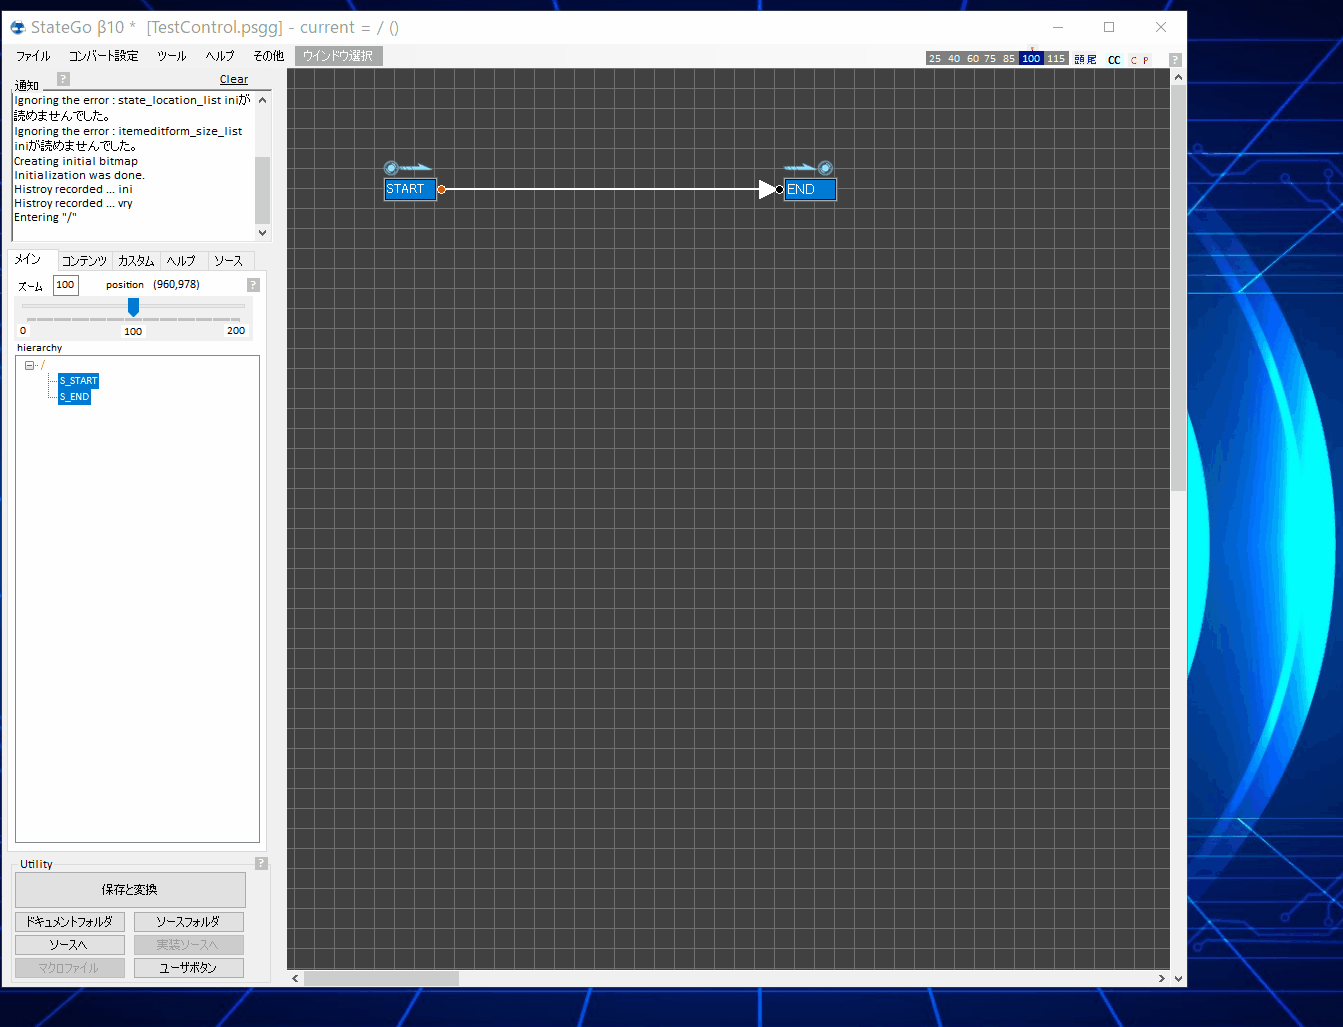 StateGo β10 *  [TestControl.psgg] - current = / ()
ファイル コンバート設定 ツール ヘルプ その他 ウインドウ選択
25 40 60 75 85 100 115 頭 尾 CC C P ?
通知 ? Clear
Ignoring the error : state_location_list iniが
読めませんでした。
Ignoring the error : itemeditform_size_list
iniが読めませんでした。
Creating initial bitmap
Initialization was done.
Histroy recorded ... ini
Histroy recorded ... vry
Entering "/"
メイン コンテンツ カスタム ヘルプ ソース
ズーム 100 position (960,978) ?
0 100 200
hierarchy
/
S_START
S_END
START
END
Utility ?
保存と変換
ドキュメントフォルダ ソースフォルダ
ソースへ 実装ソースへ
マクロファイル ユーザボタン